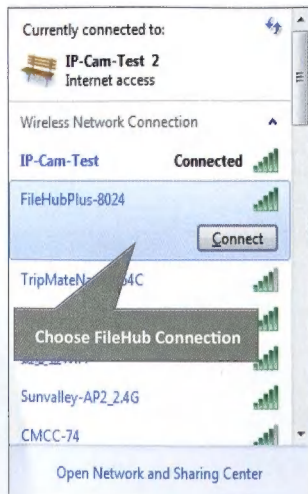 Currently connected to:
IP-Cam-Test 2
Internet access
Wireless Network Connection
IP-Cam-Test Connected
FileHubPlus-8024
Connect
Choose FileHub Connection
Sunvalley-AP2_2.4G
CMCC-74
Open Network and Sharing Center